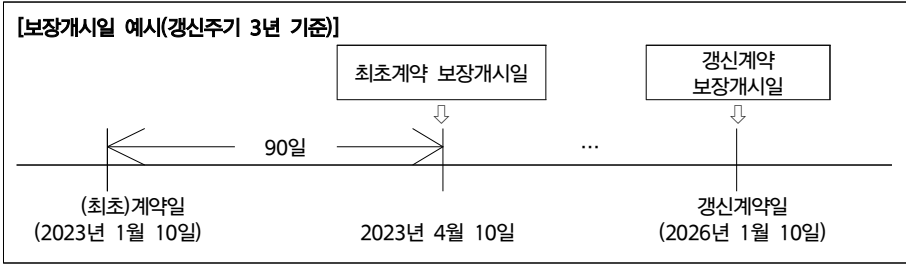 [보장개시일 예시(갱신주기 3년 기준)]
최초계약 보장개시일
갱신계약
보장개시일
90일
...
(최초)계약일
(2023년 1월 10일)
2023년 4월 10일
갱신계약일
(2026년 1월 10일)